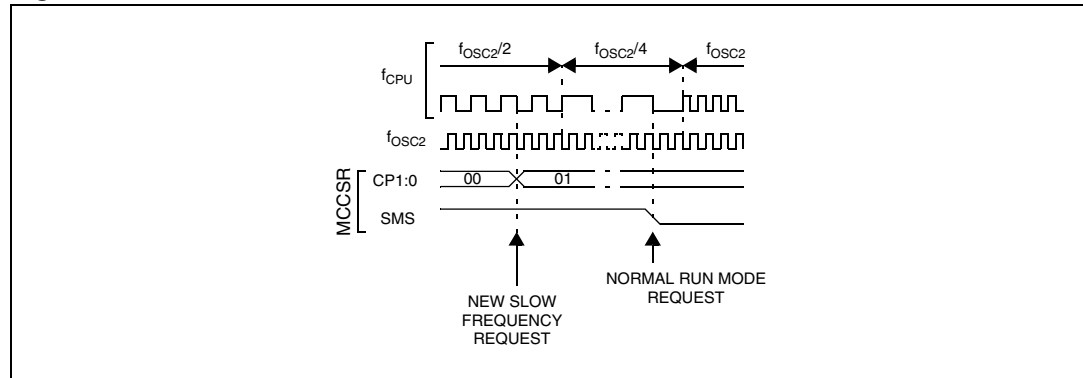 fOSC2/2 fOSC2/4 fOSC2
fCPU
fOSC2
MCCSR
CP1:0 00 01
SMS
NEW SLOW
FREQUENCY
REQUEST
NORMAL RUN MODE
REQUEST